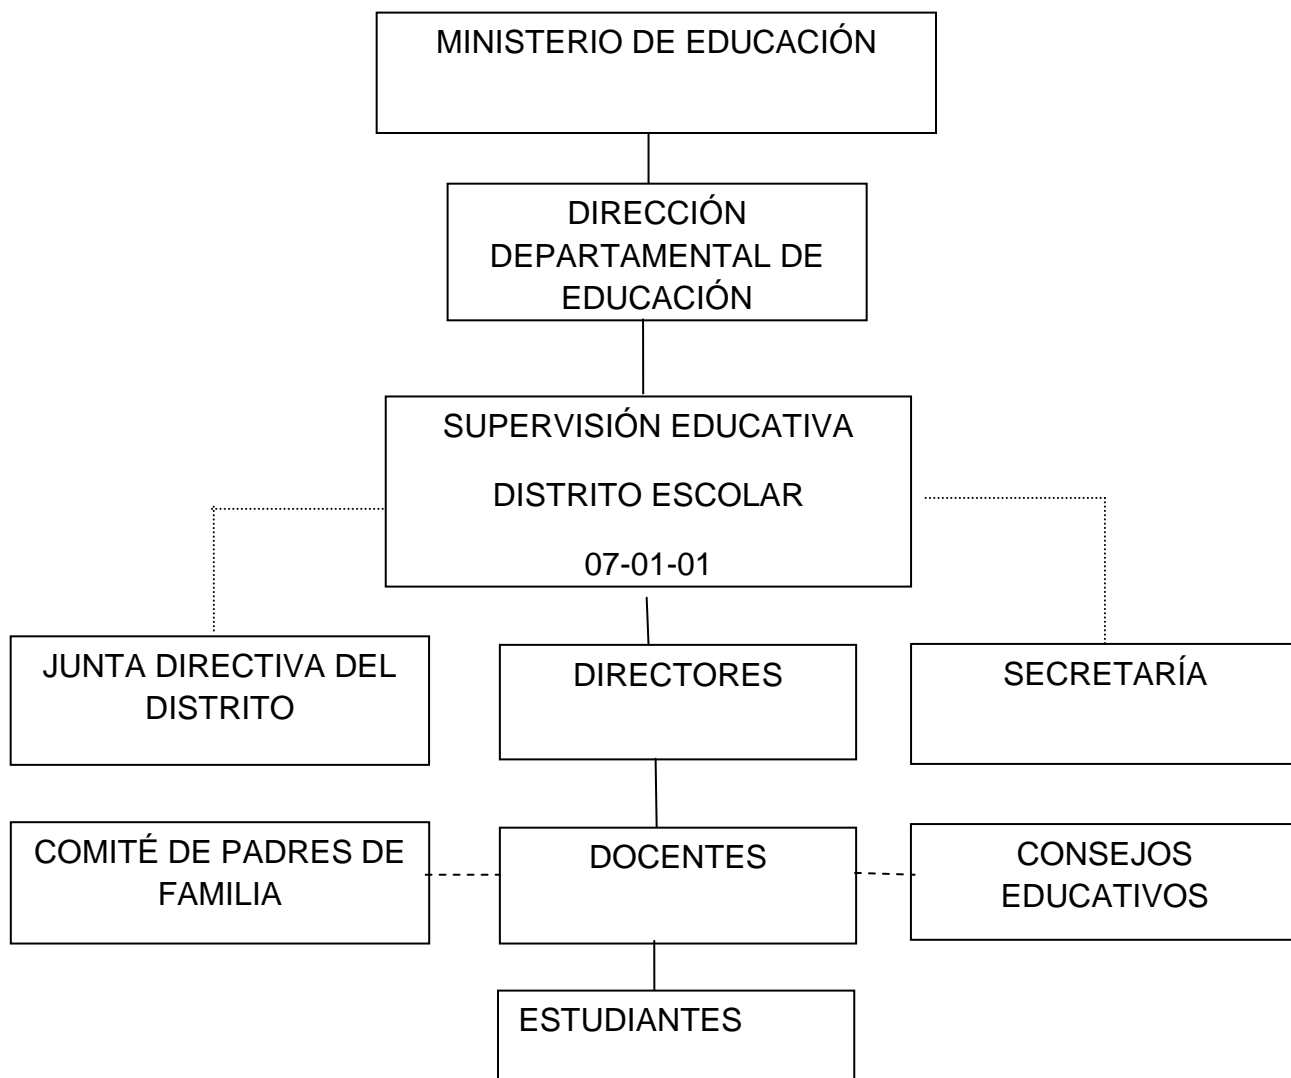 MINISTERIO DE EDUCACIÓN
DIRECCIÓN
DEPARTAMENTAL DE
EDUCACIÓN
SUPERVISIÓN EDUCATIVA
DISTRITO ESCOLAR
07-01-01
JUNTA DIRECTIVA DEL
DISTRITO
DIRECTORES
SECRETARÍA
COMITÉ DE PADRES DE
FAMILIA
DOCENTES
CONSEJOS
EDUCATIVOS
ESTUDIANTES